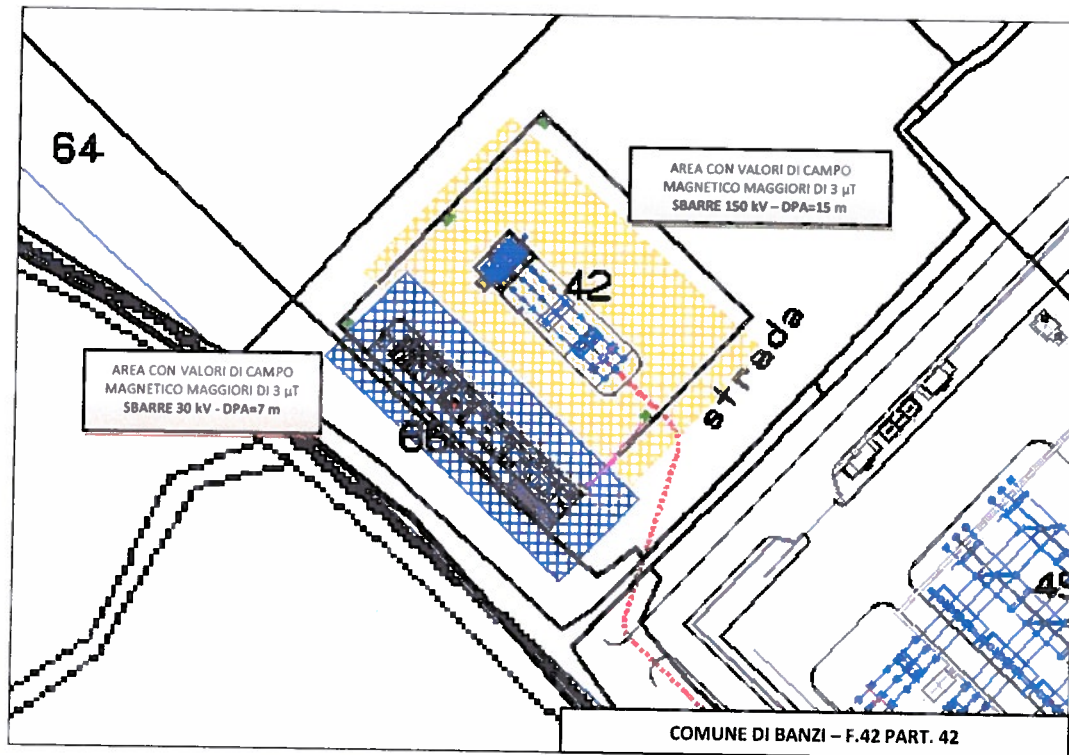 64
AREA CON VALORI DI CAMPO
MAGNETICO MAGGIORI DI 3 µT
SBARRE 150 kV – DPA=15 m
42
strada
AREA CON VALORI DI CAMPO
MAGNETICO MAGGIORI DI 3 µT
SBARRE 30 kV - DPA=7 m
49
COMUNE DI BANZI – F.42 PART. 42